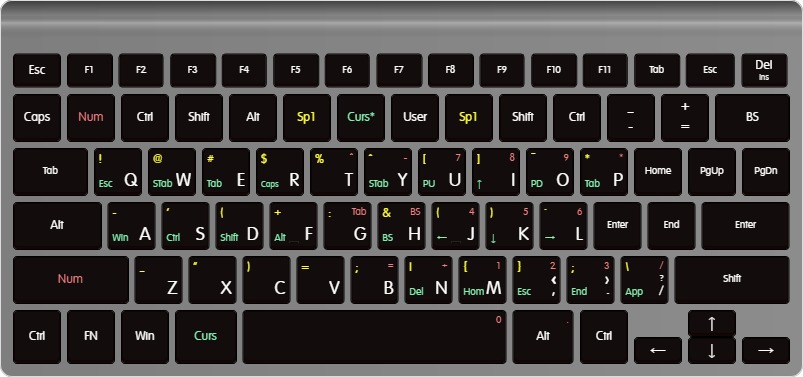 Esc F1 F2 F3 F4 F5 F6 F7 F8 F9 F10 F11 Tab Esc Del Ins
Caps Num Ctrl Shift Alt Sp1 Curs* User Sp1 Shift Ctrl _ - + = BS
Tab ! Esc Q @ STab W # Tab E $ Caps R % ^ T ˆ - STab Y [ 7 PU U ] 8 ↑ I ¯ 9 PD O * * Tab P Home PgUp PgDn
Alt - Win A ‘ Ctrl S ( Shift D + Alt F : Tab G & BS BS H ( 4 ← J ) 5 ↓ K 6 → L Enter End Enter
Num _ Z “ X ) C = V ; = B | ÷ Del N [ 1 Hom M ] 2 Esc ‹ , ; 3 End › . \ / App ? / Shift
Ctrl FN Win Curs 0 . Alt Ctrl ← ↑ ↓ →